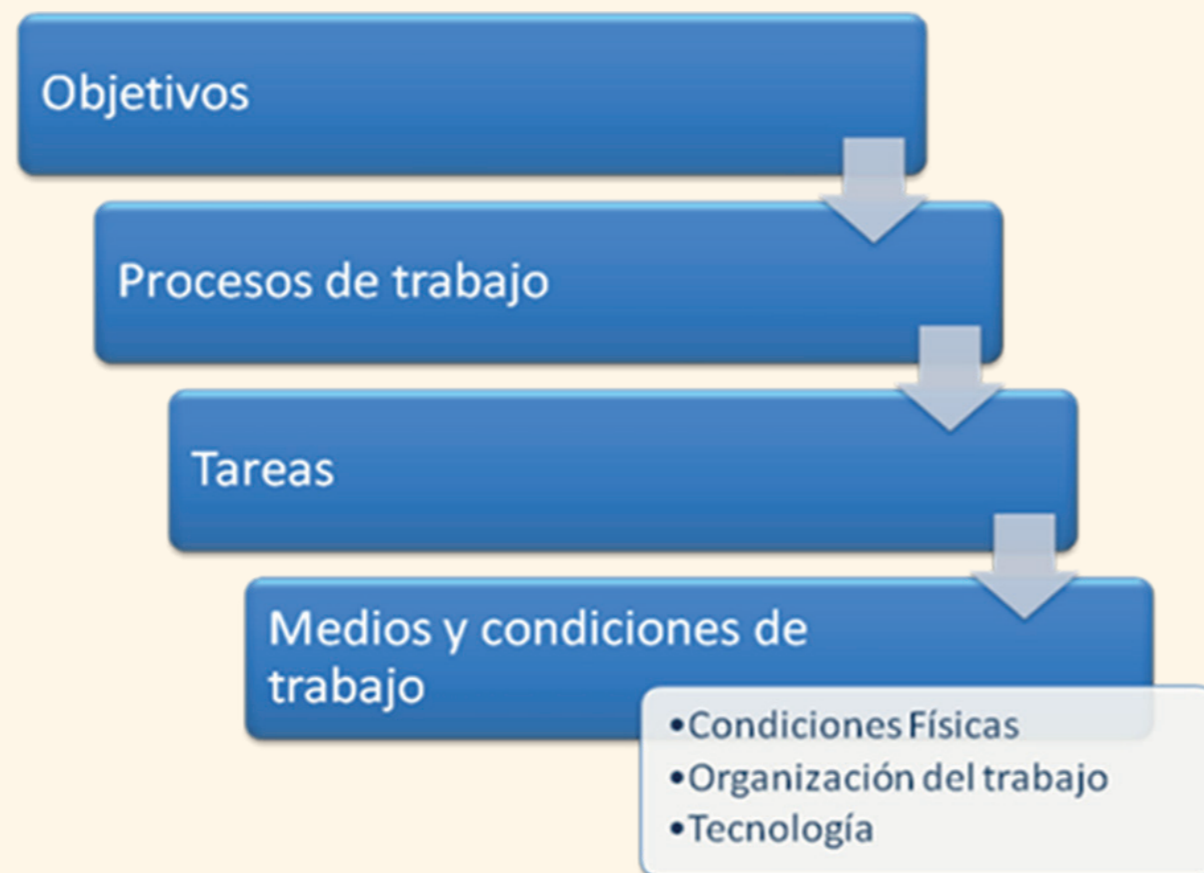 Objetivos
Procesos de trabajo
Tareas
Medios y condiciones de
trabajo
•Condiciones Físicas
•Organización del trabajo
•Tecnología